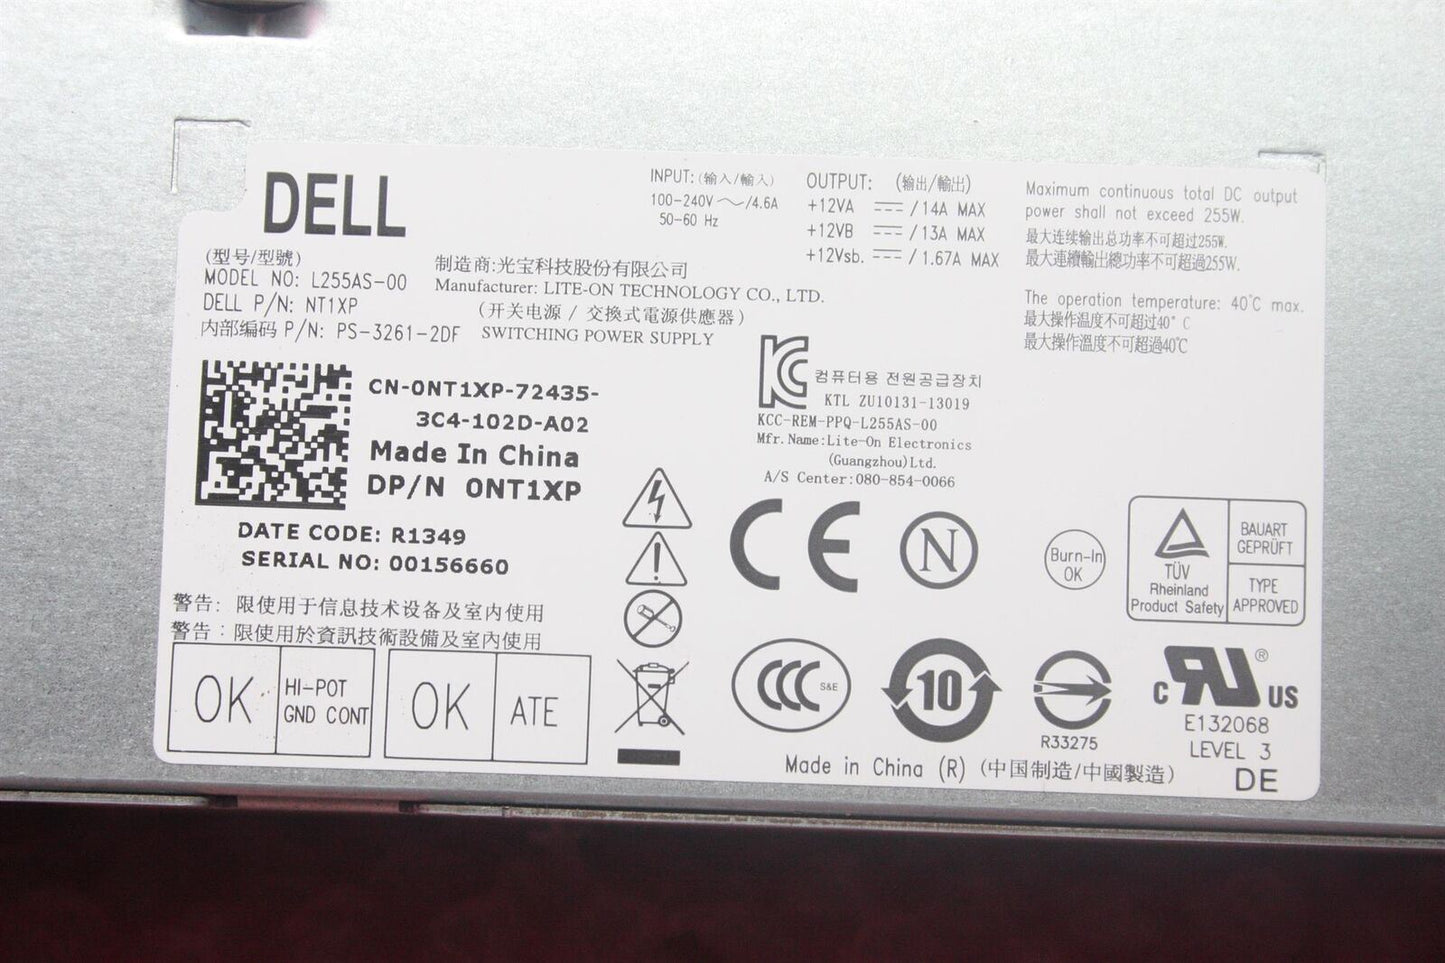 DELL
(型号/型號)
MODEL NO: L255AS-00
DELL P/N: NT1XP
内部编码 P/N: PS-3261-2DF
制造商:光宝科技股份有限公司
Manufacturer: LITE-ON TECHNOLOGY CO., LTD.
(开关电源 / 交換式電源供應器)
SWITCHING POWER SUPPLY
INPUT: (输入/輸入)
100-240V ～/4.6A
50-60 Hz
OUTPUT: (输出/輸出)
+12VA ⎓ / 14A MAX
+12VB ⎓ / 13A MAX
+12Vsb. ⎓ / 1.67A MAX
Maximum continuous total DC output
power shall not exceed 255W.
最大连续输出总功率不可超过255W.
最大連續輸出總功率不可超過255W.
The operation temperature: 40°C max.
最大操作温度不可超过40° C
最大操作溫度不可超過40°C
CN-0NT1XP-72435-
3C4-102D-A02
Made In China
DP/N 0NT1XP
DATE CODE: R1349
SERIAL NO: 00156660
컴퓨터용 전원공급장치
KTL ZU10131-13019
KCC-REM-PPQ-L255AS-00
Mfr. Name:Lite-On Electronics
(Guangzhou)Ltd.
A/S Center:080-854-0066
警告: 限使用于信息技术设备及室内使用
警告：限使用於資訊技術設備及室內使用
OK
HI-POT
GND CONT
OK
ATE
CE
N
Burn-In
OK
TÜV
Rheinland
Product Safety
BAUART
GEPRÜFT
TYPE
APPROVED
CCC
S&E
10
R33275
c RU ® US
E132068
LEVEL 3
Made in China (R) (中国制造/中國製造)
DE